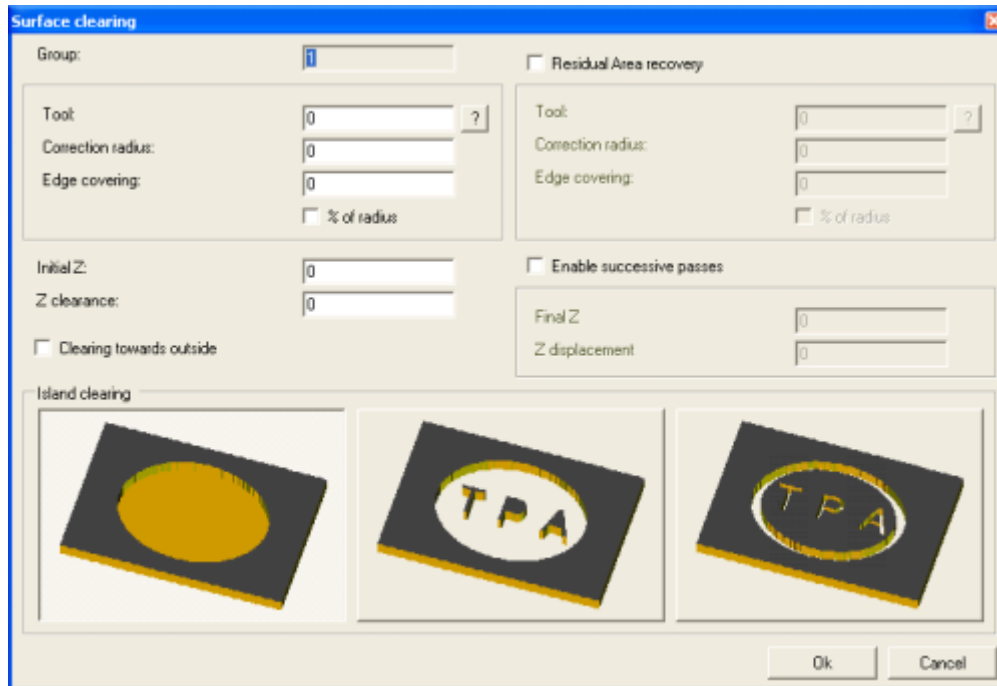 Surface clearing
Group: 1
Residual Area recovery
Tool: 0 ?
Correction radius: 0
Edge covering: 0
% of radius
Tool: 0 ?
Correction radius: 0
Edge covering: 0
% of radius
Initial Z: 0
Z clearance: 0
Clearing towards outside
Enable successive passes
Final Z 0
Z displacement 0
Island clearing
TPA
TPA
Ok Cancel